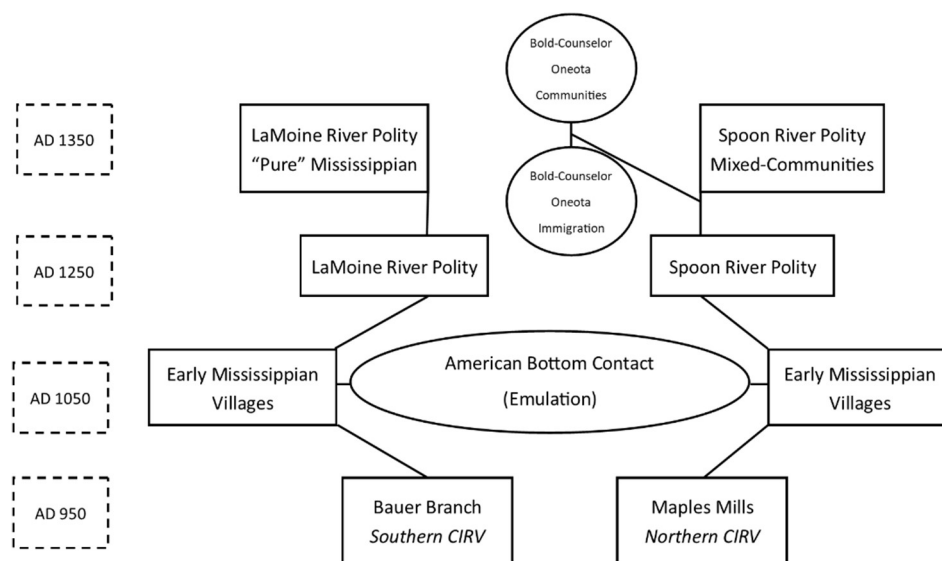 Bold-Counselor
Oneota
Communities
AD 1350
LaMoine River Polity
“Pure” Mississippian
Spoon River Polity
Mixed-Communities
Bold-Counselor
Oneota
Immigration
AD 1250
LaMoine River Polity
Spoon River Polity
AD 1050
Early Mississippian
Villages
American Bottom Contact
(Emulation)
Early Mississippian
Villages
AD 950
Bauer Branch
Southern CIRV
Maples Mills
Northern CIRV